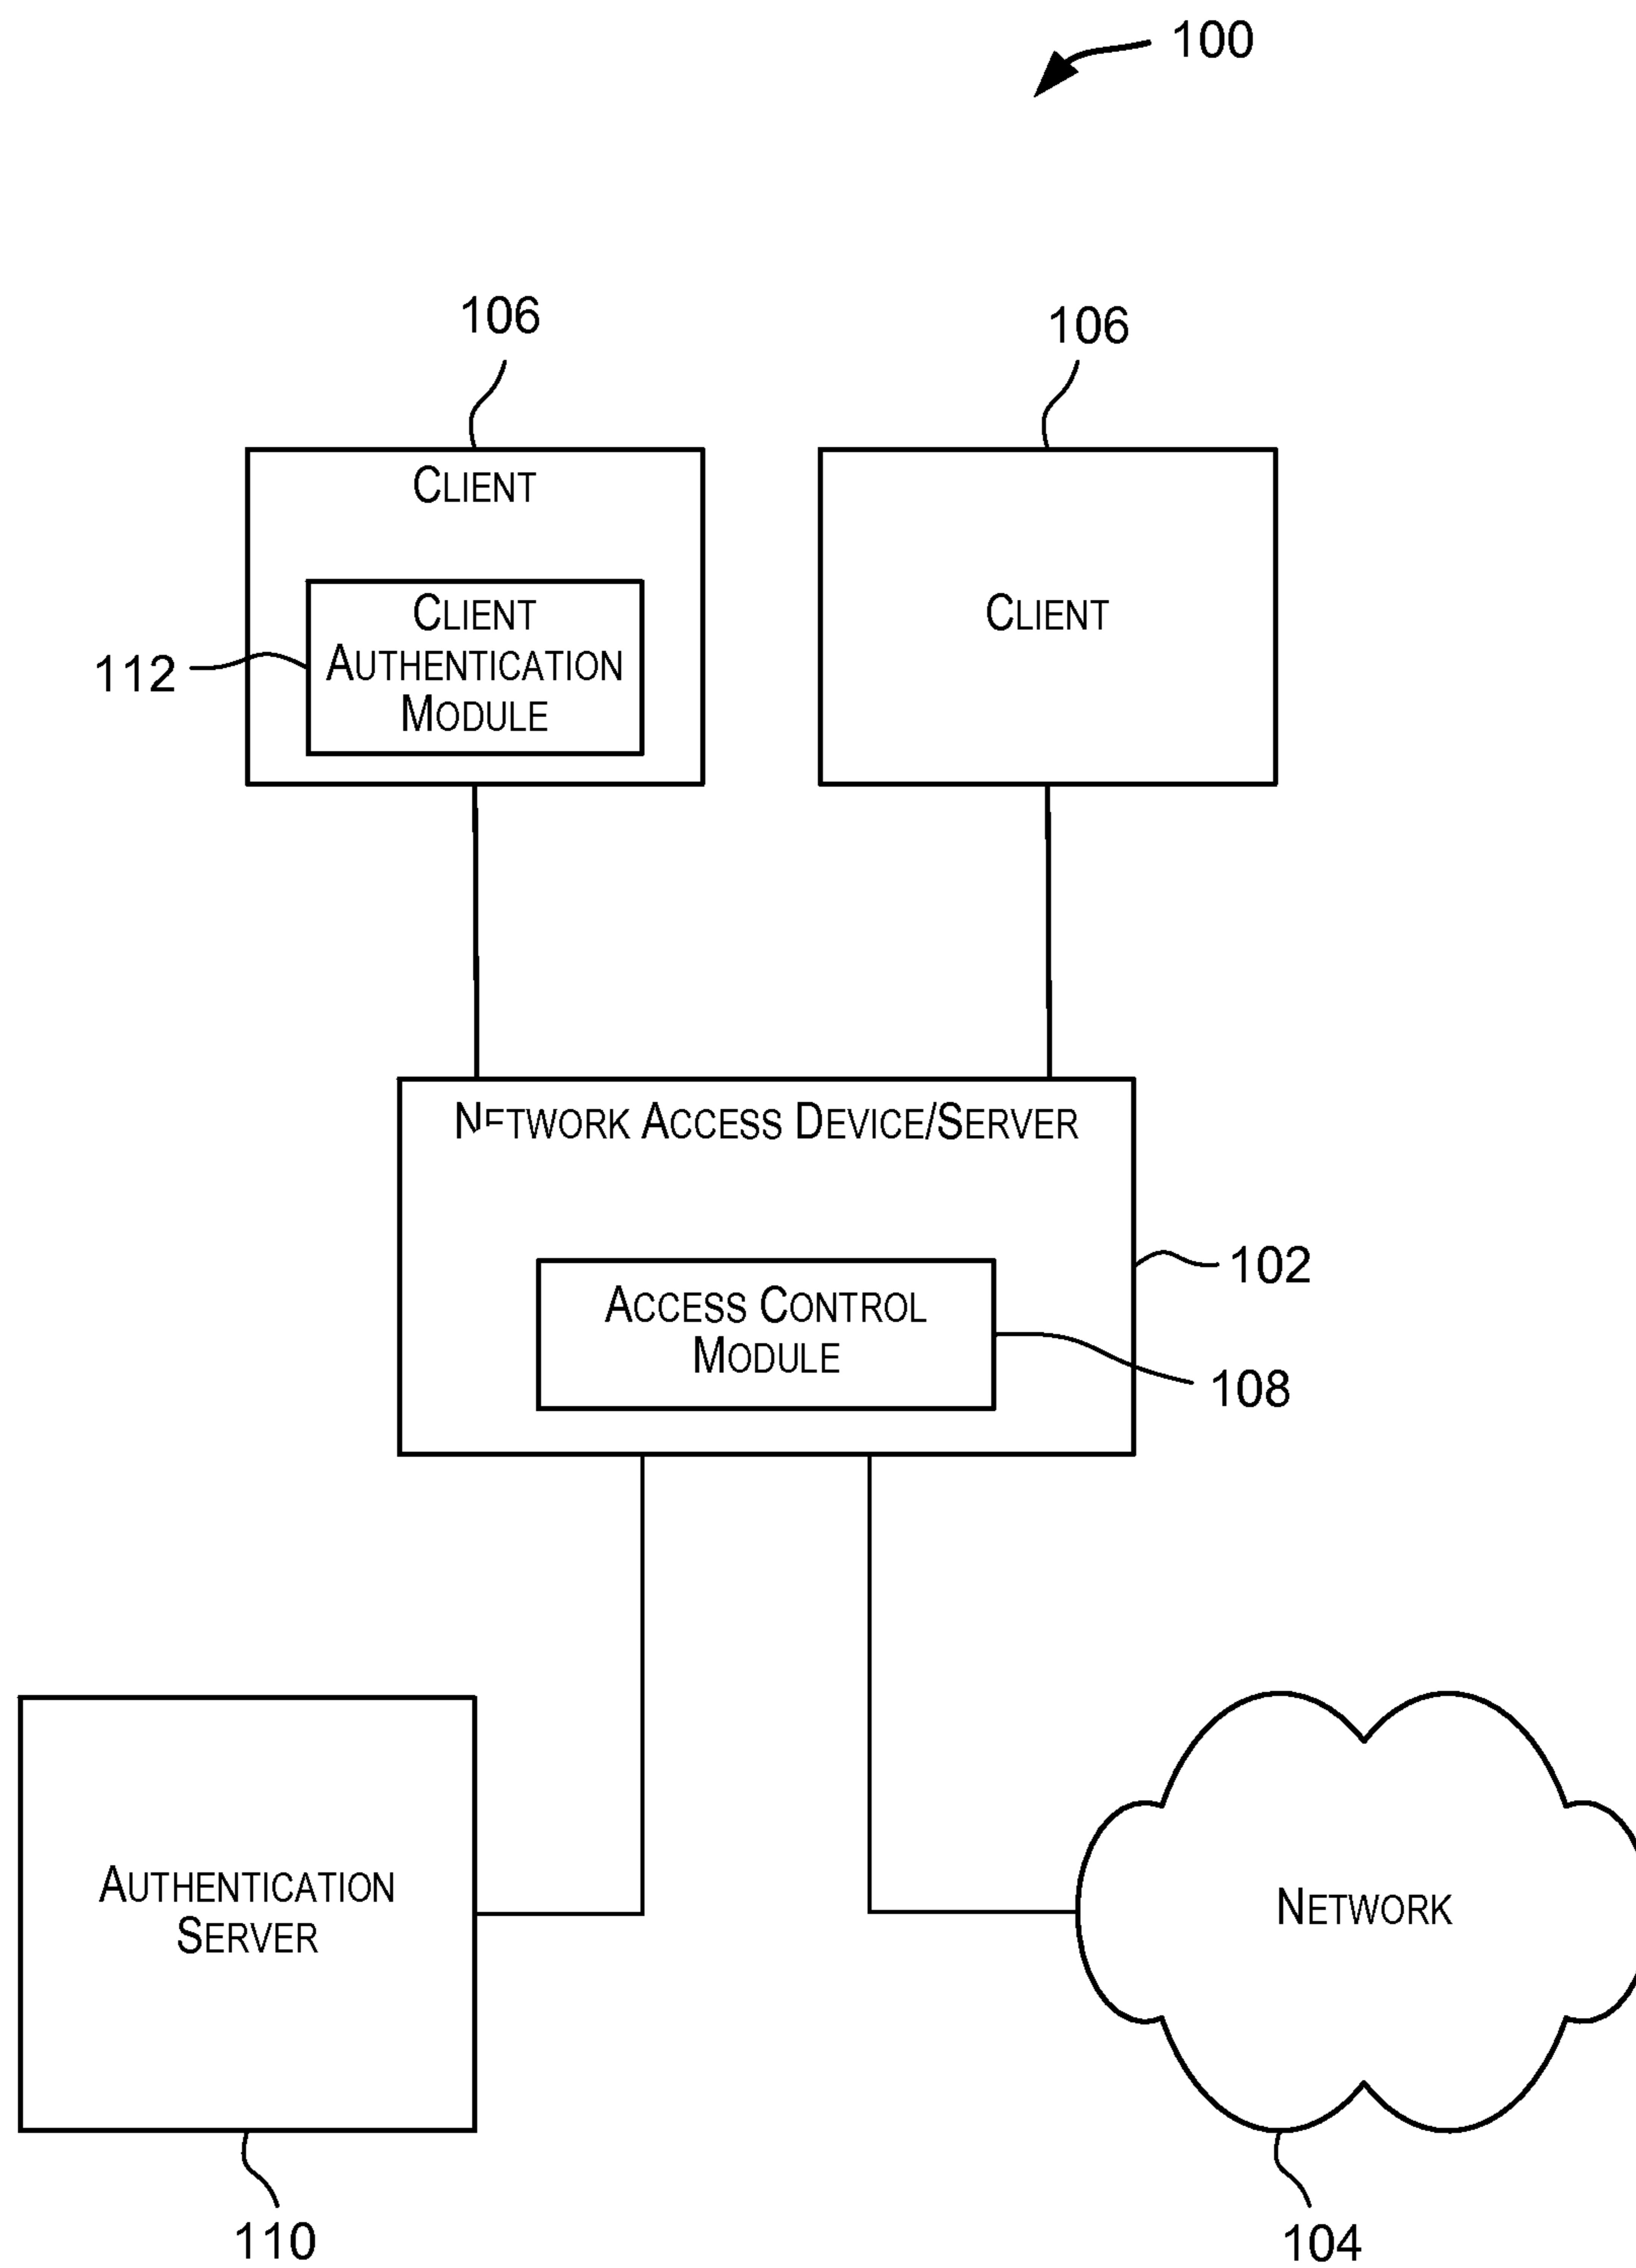 100
106
106
CLIENT
CLIENT
AUTHENTICATION
MODULE
112
CLIENT
NETWORK ACCESS DEVICE/SERVER
102
ACCESS CONTROL
MODULE
108
AUTHENTICATION
SERVER
NETWORK
110
104